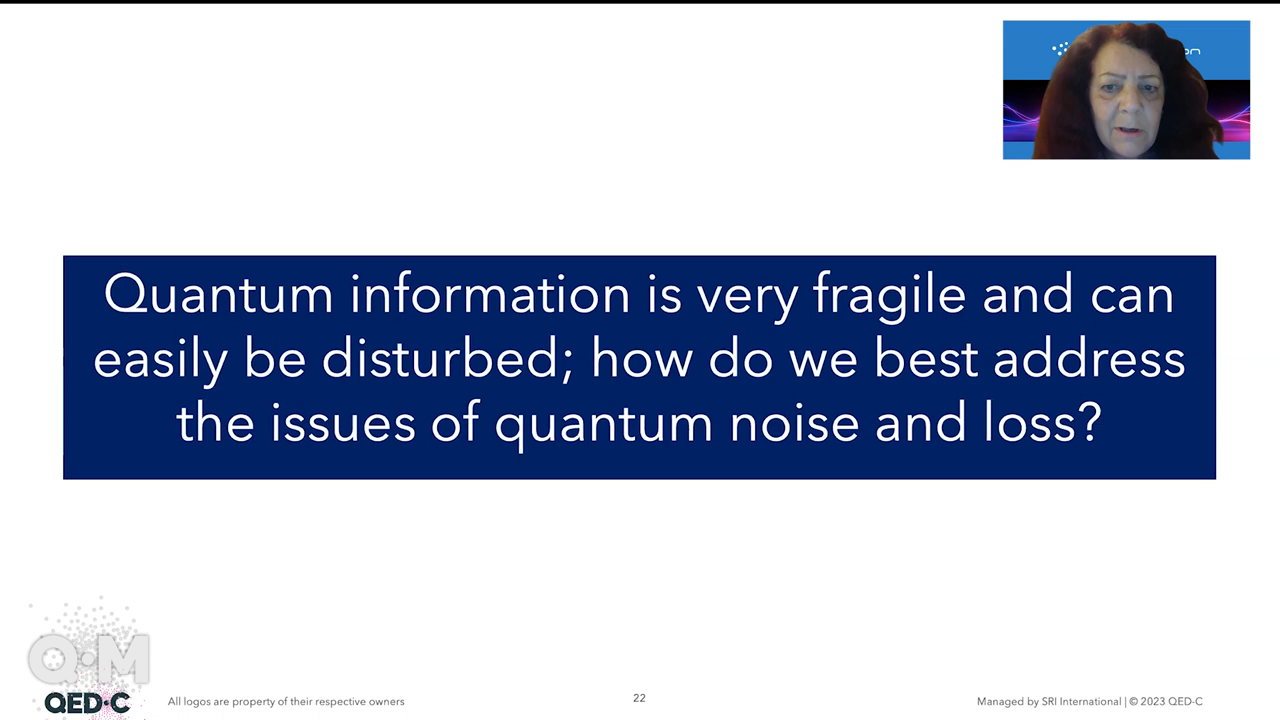 on
Quantum information is very fragile and can
easily be disturbed; how do we best address
the issues of quantum noise and loss?
Q•M
QED•C
All logos are property of their respective owners
22
Managed by SRI International | © 2023 QED-C